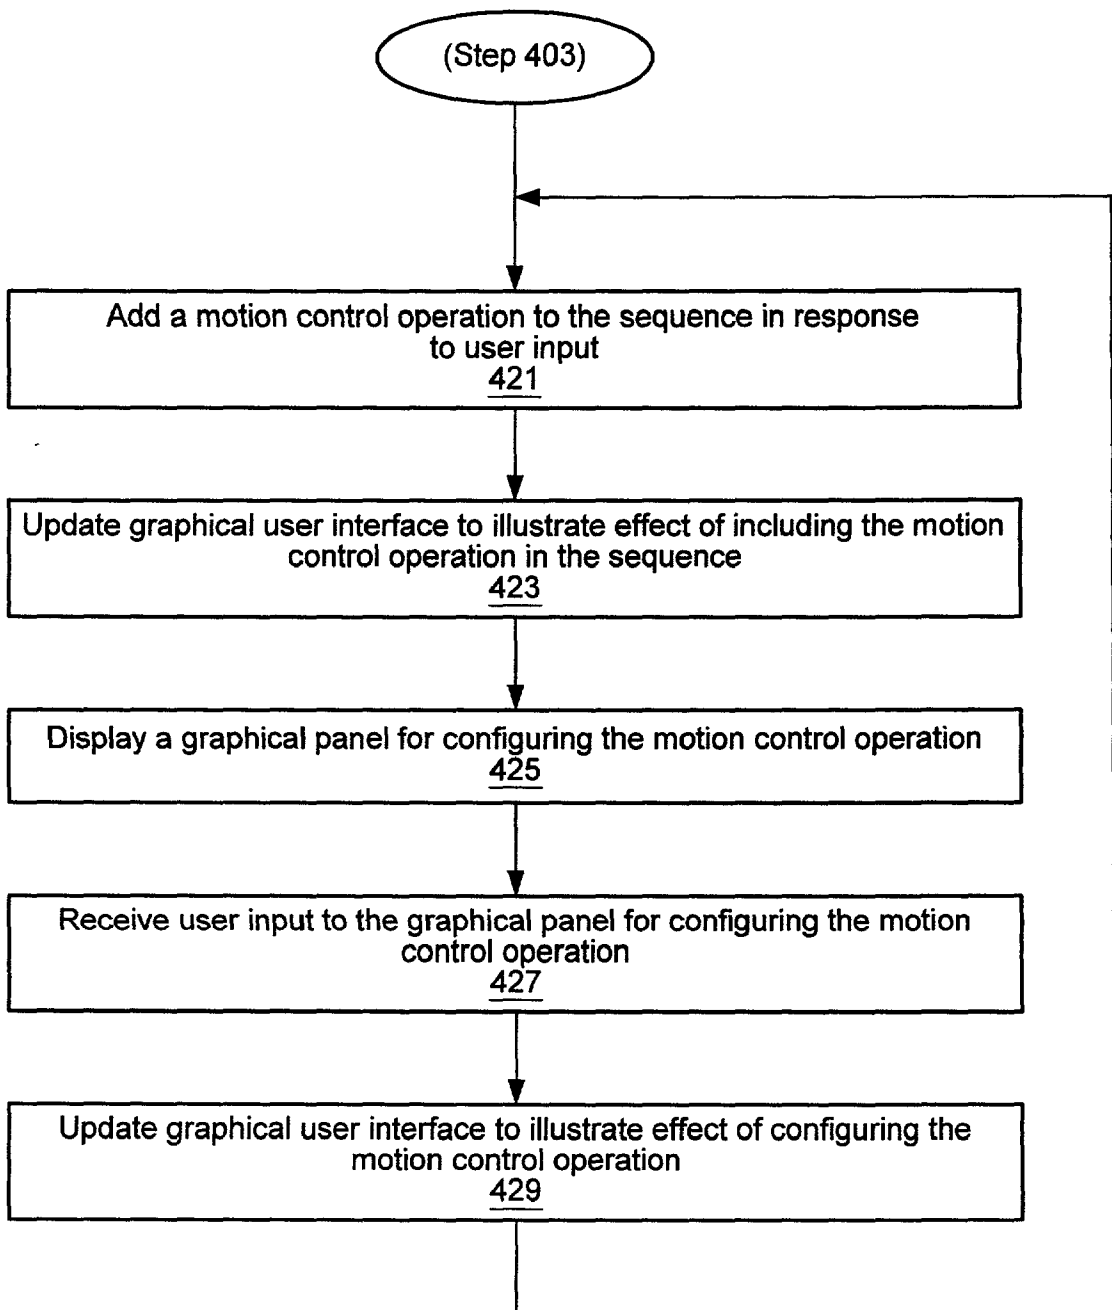 (Step 403)
Add a motion control operation to the sequence in response
to user input
421
Update graphical user interface to illustrate effect of including the motion
control operation in the sequence
423
Display a graphical panel for configuring the motion control operation
425
Receive user input to the graphical panel for configuring the motion
control operation
427
Update graphical user interface to illustrate effect of configuring the
motion control operation
429